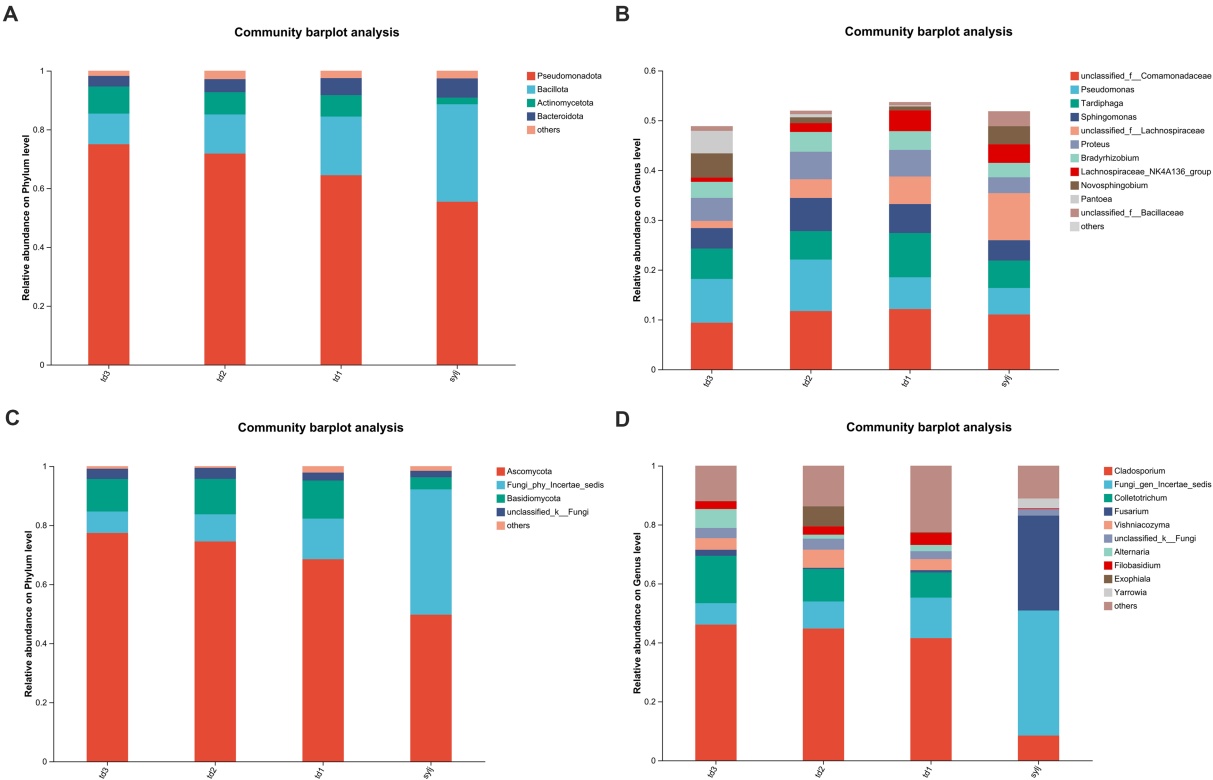 A
Community barplot analysis
Relative abundance on Phylum level
1
0.8
0.6
0.4
0.2
0
td3
td2
td1
syfj
Pseudomonadota
Bacillota
Actinomycetota
Bacteroidota
others
B
Community barplot analysis
Relative abundance on Genus level
0.6
0.5
0.4
0.3
0.2
0.1
0
td3
td2
td1
syfj
unclassified_f__Comamonadaceae
Pseudomonas
Tardiphaga
Sphingomonas
unclassified_f__Lachnospiraceae
Proteus
Bradyrhizobium
Lachnospiraceae_NK4A136_group
Novosphingobium
Pantoea
unclassified_f__Bacillaceae
others
C
Community barplot analysis
Relative abundance on Phylum level
1
0.8
0.6
0.4
0.2
0
td3
td2
td1
syfj
Ascomycota
Fungi_phy_Incertae_sedis
Basidiomycota
unclassified_k__Fungi
others
D
Community barplot analysis
Relative abundance on Genus level
1
0.8
0.6
0.4
0.2
0
td3
td2
td1
syfj
Cladosporium
Fungi_gen_Incertae_sedis
Colletotrichum
Fusarium
Vishniacozyma
unclassified_k__Fungi
Alternaria
Filobasidium
Exophiala
Yarrowia
others